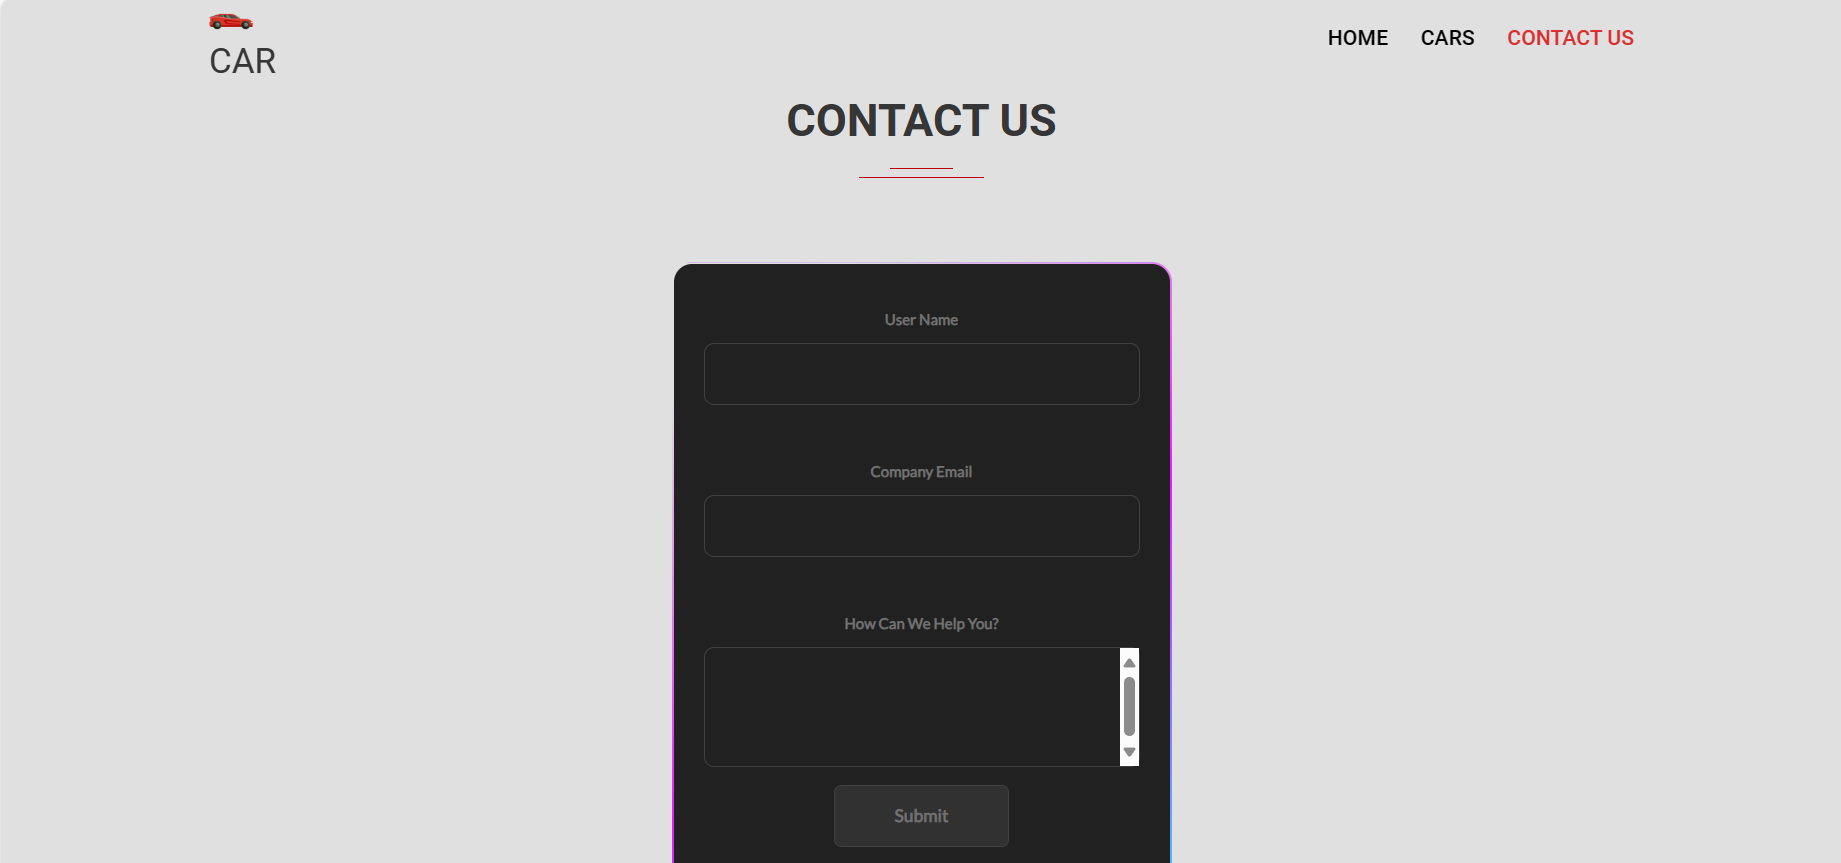 CAR
HOME
CARS
CONTACT US
CONTACT US
User Name
Company Email
How Can We Help You?
Submit